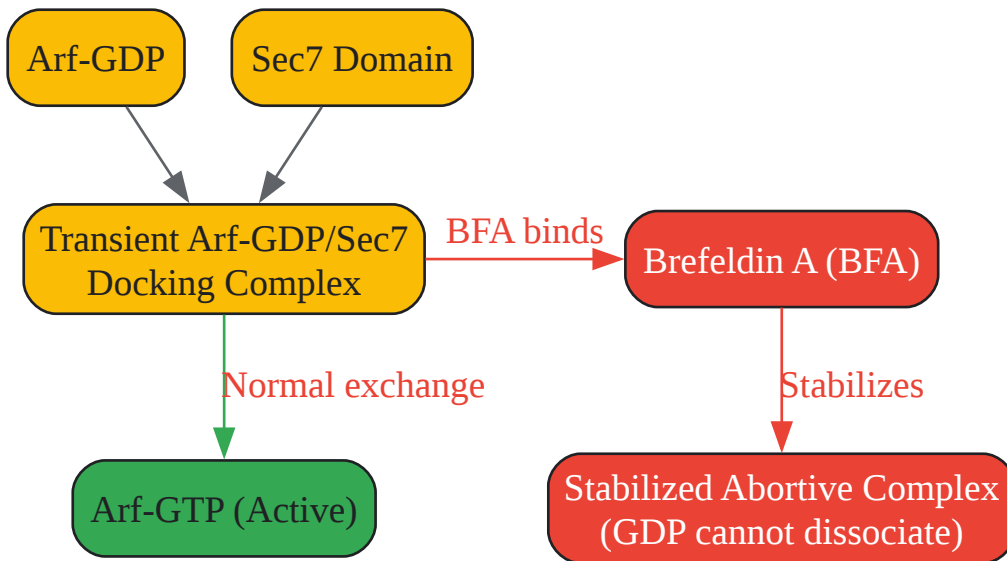 Arf-GDP
Sec7 Domain
Transient Arf-GDP/Sec7
Docking Complex
BFA binds
Brefeldin A (BFA)
Normal exchange
Stabilizes
Arf-GTP (Active)
Stabilized Abortive Complex
(GDP cannot dissociate)